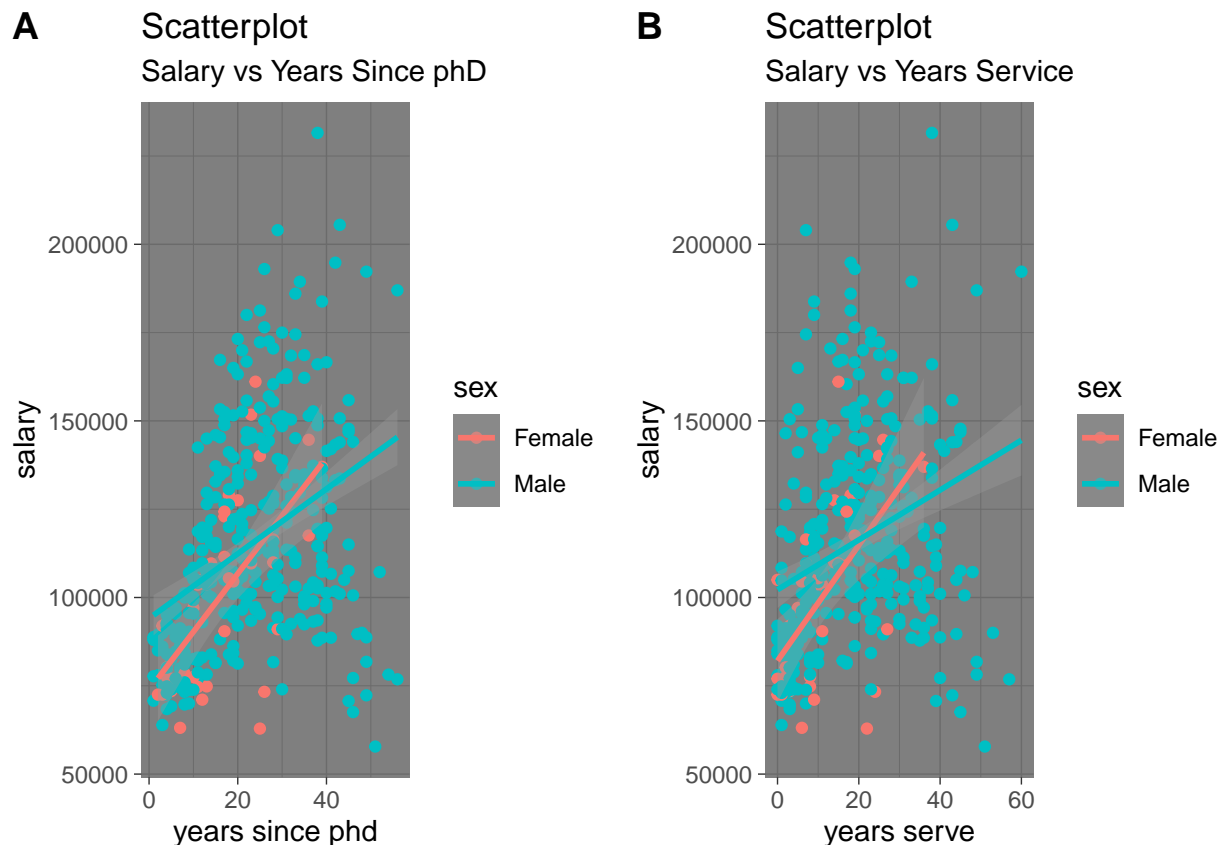 A
Scatterplot
Salary vs Years Since phD
salary
200000
150000
100000
50000
0
20
40
years since phd
sex
Female
Male
B
Scatterplot
Salary vs Years Service
salary
200000
150000
100000
50000
0
20
40
60
years serve
sex
Female
Male